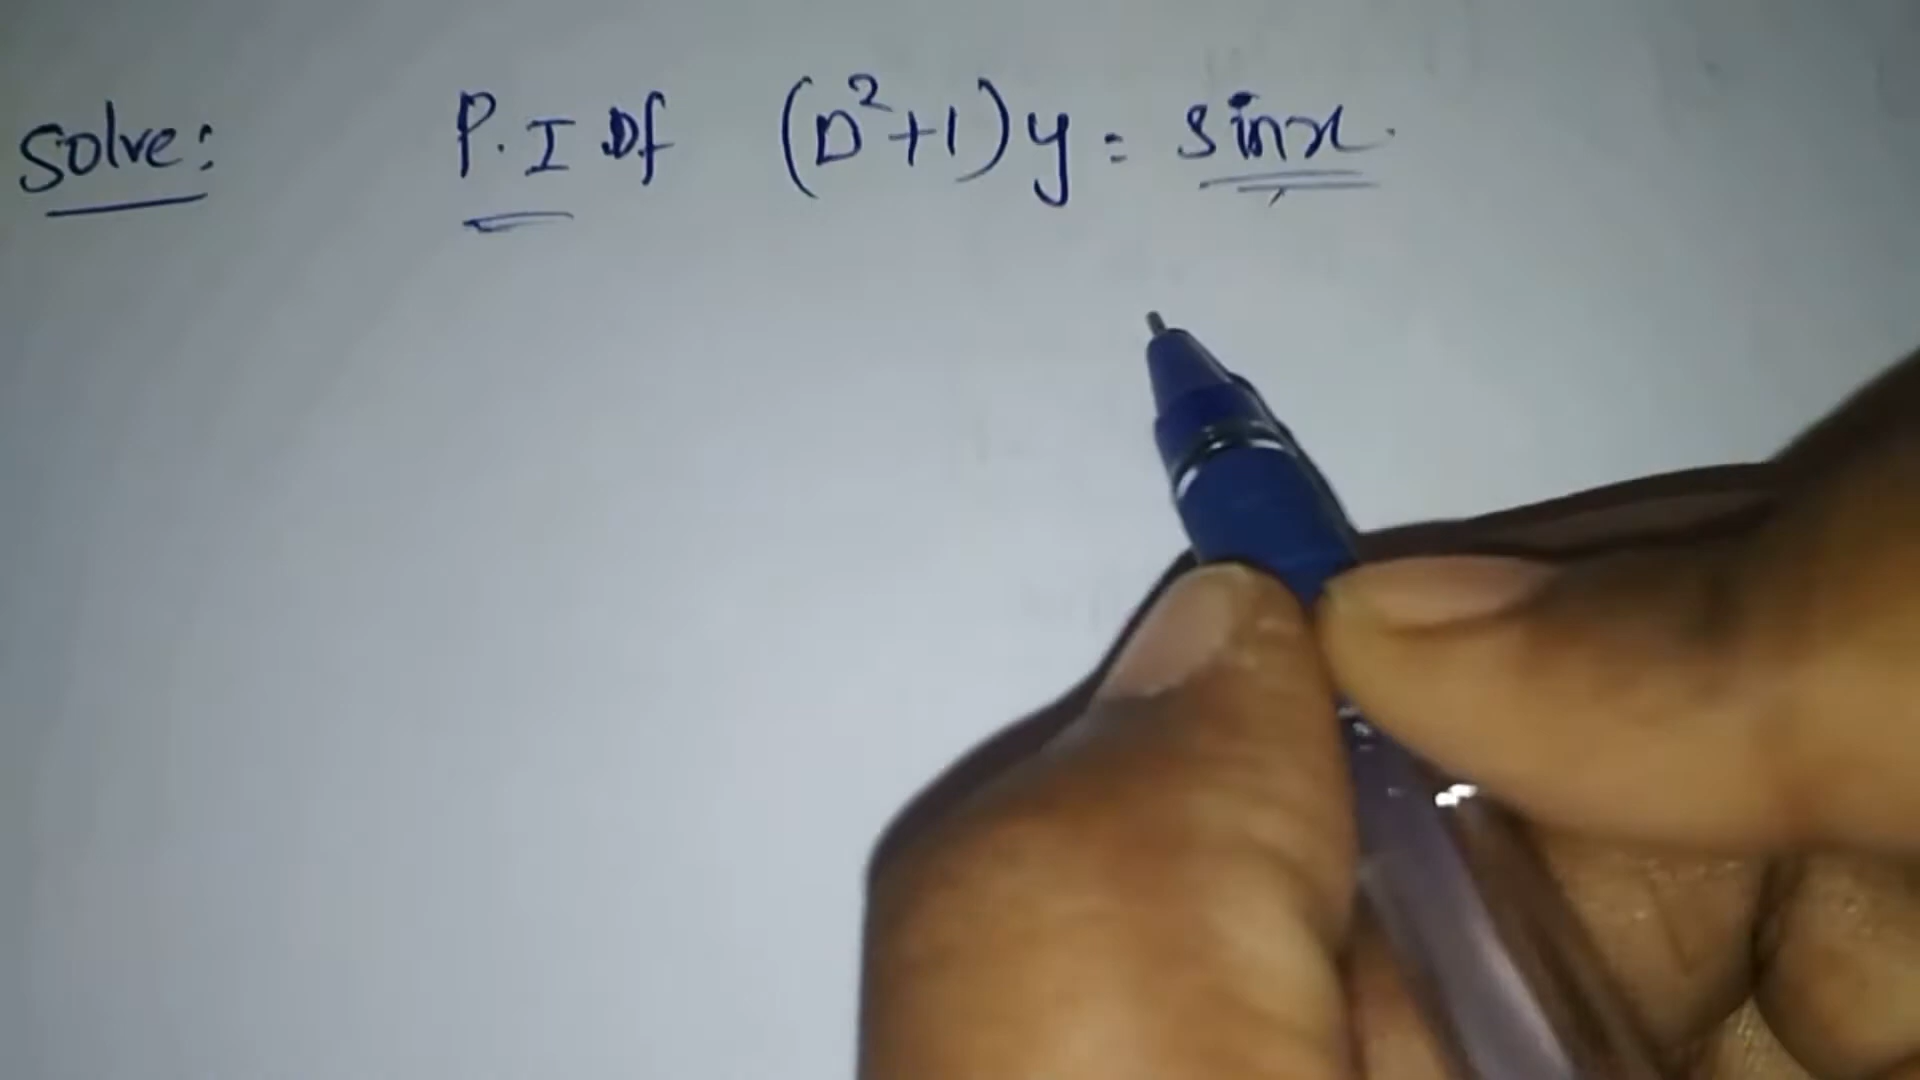 Solve: P.I Of (D²+1)y = sinx.